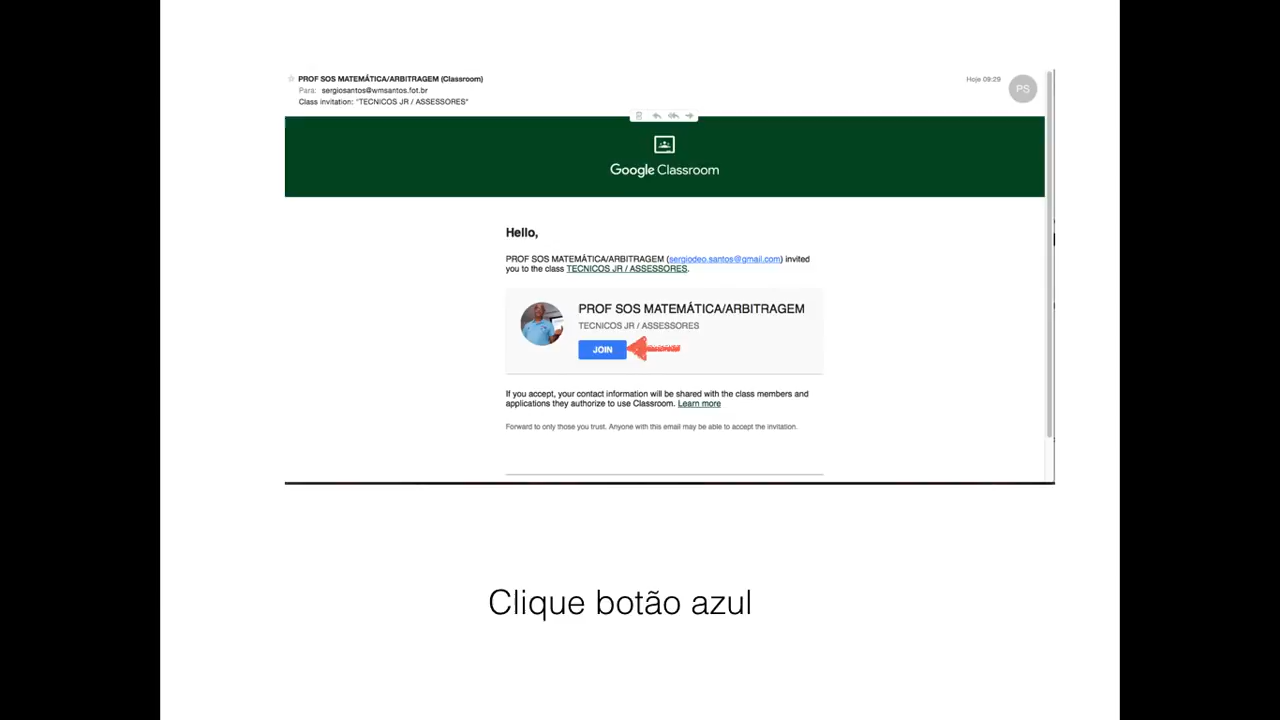 PROF SOS MATEMÁTICA/ARBITRAGEM (Classroom)
Hoje 09:29
PS
Para: sergiosantos@wmsantos.fot.br
Class invitation: "TECNICOS JR / ASSESSORES"
Google Classroom
Hello,
PROF SOS MATEMÁTICA/ARBITRAGEM (sergiodeo.santos@gmail.com) invited
you to the class TECNICOS JR / ASSESSORES.
PROF SOS MATEMÁTICA/ARBITRAGEM
TECNICOS JR / ASSESSORES
JOIN
If you accept, your contact information will be shared with the class members and
applications they authorize to use Classroom. Learn more
Forward to only those you trust. Anyone with this email may be able to accept the invitation.
Clique botão azul